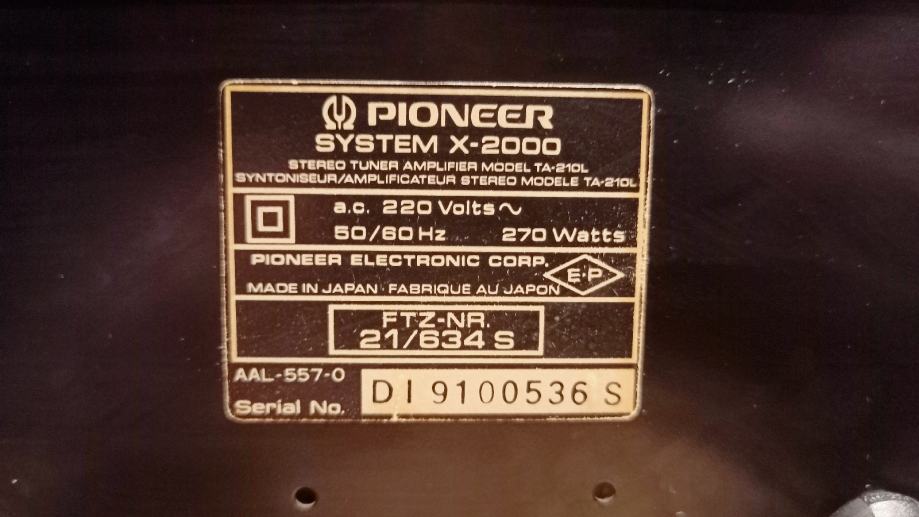 PIONEER
SYSTEM X-2000
STEREO TUNER AMPLIFIER MODEL TA-210L
SYNTONISEUR/AMPLIFICATEUR STEREO MODELE TA-210L
a.c. 220 Volts ~
50/60 Hz 270 Watts
PIONEER ELECTRONIC CORP.
E-P
MADE IN JAPAN · FABRIQUE AU JAPON
FTZ-NR.
21/634 S
AAL-557-0
Serial No. DI 9100536 S